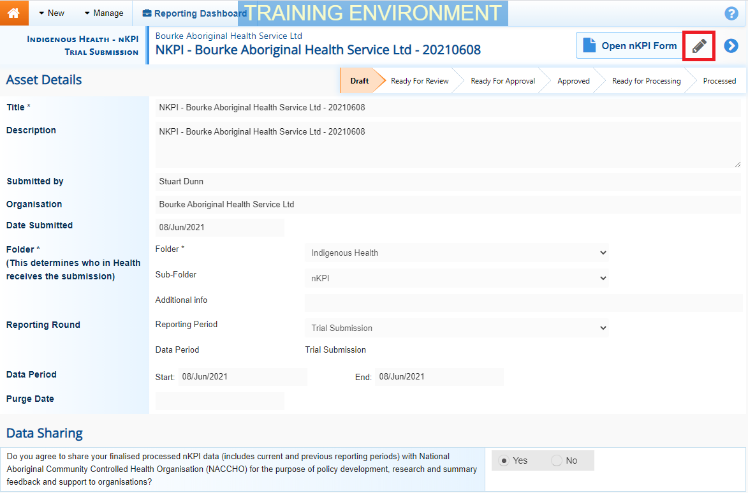 New Manage Reporting Dashboard TRAINING ENVIRONMENT ?
Indigenous Health - nKPI
Trial Submission
Bourke Aboriginal Health Service Ltd
NKPI - Bourke Aboriginal Health Service Ltd - 20210608
Open nKPI Form
Asset Details
Draft Ready For Review Ready For Approval Approved Ready for Processing Processed
Title * NKPI - Bourke Aboriginal Health Service Ltd - 20210608
Description NKPI - Bourke Aboriginal Health Service Ltd - 20210608
Submitted by Stuart Dunn
Organisation Bourke Aboriginal Health Service Ltd
Date Submitted 08/Jun/2021
Folder *
(This determines who in Health
receives the submission)
Folder * Indigenous Health
Sub-Folder nKPI
Additional info
Reporting Round Reporting Period Trial Submission
Data Period Trial Submission
Data Period Start: 08/Jun/2021 End: 08/Jun/2021
Purge Date
Data Sharing
Do you agree to share your finalised processed nKPI data (includes current and previous reporting periods) with National
Aboriginal Community Controlled Health Organisation (NACCHO) for the purpose of policy development, research and summary
feedback and support to organisations?
Yes No